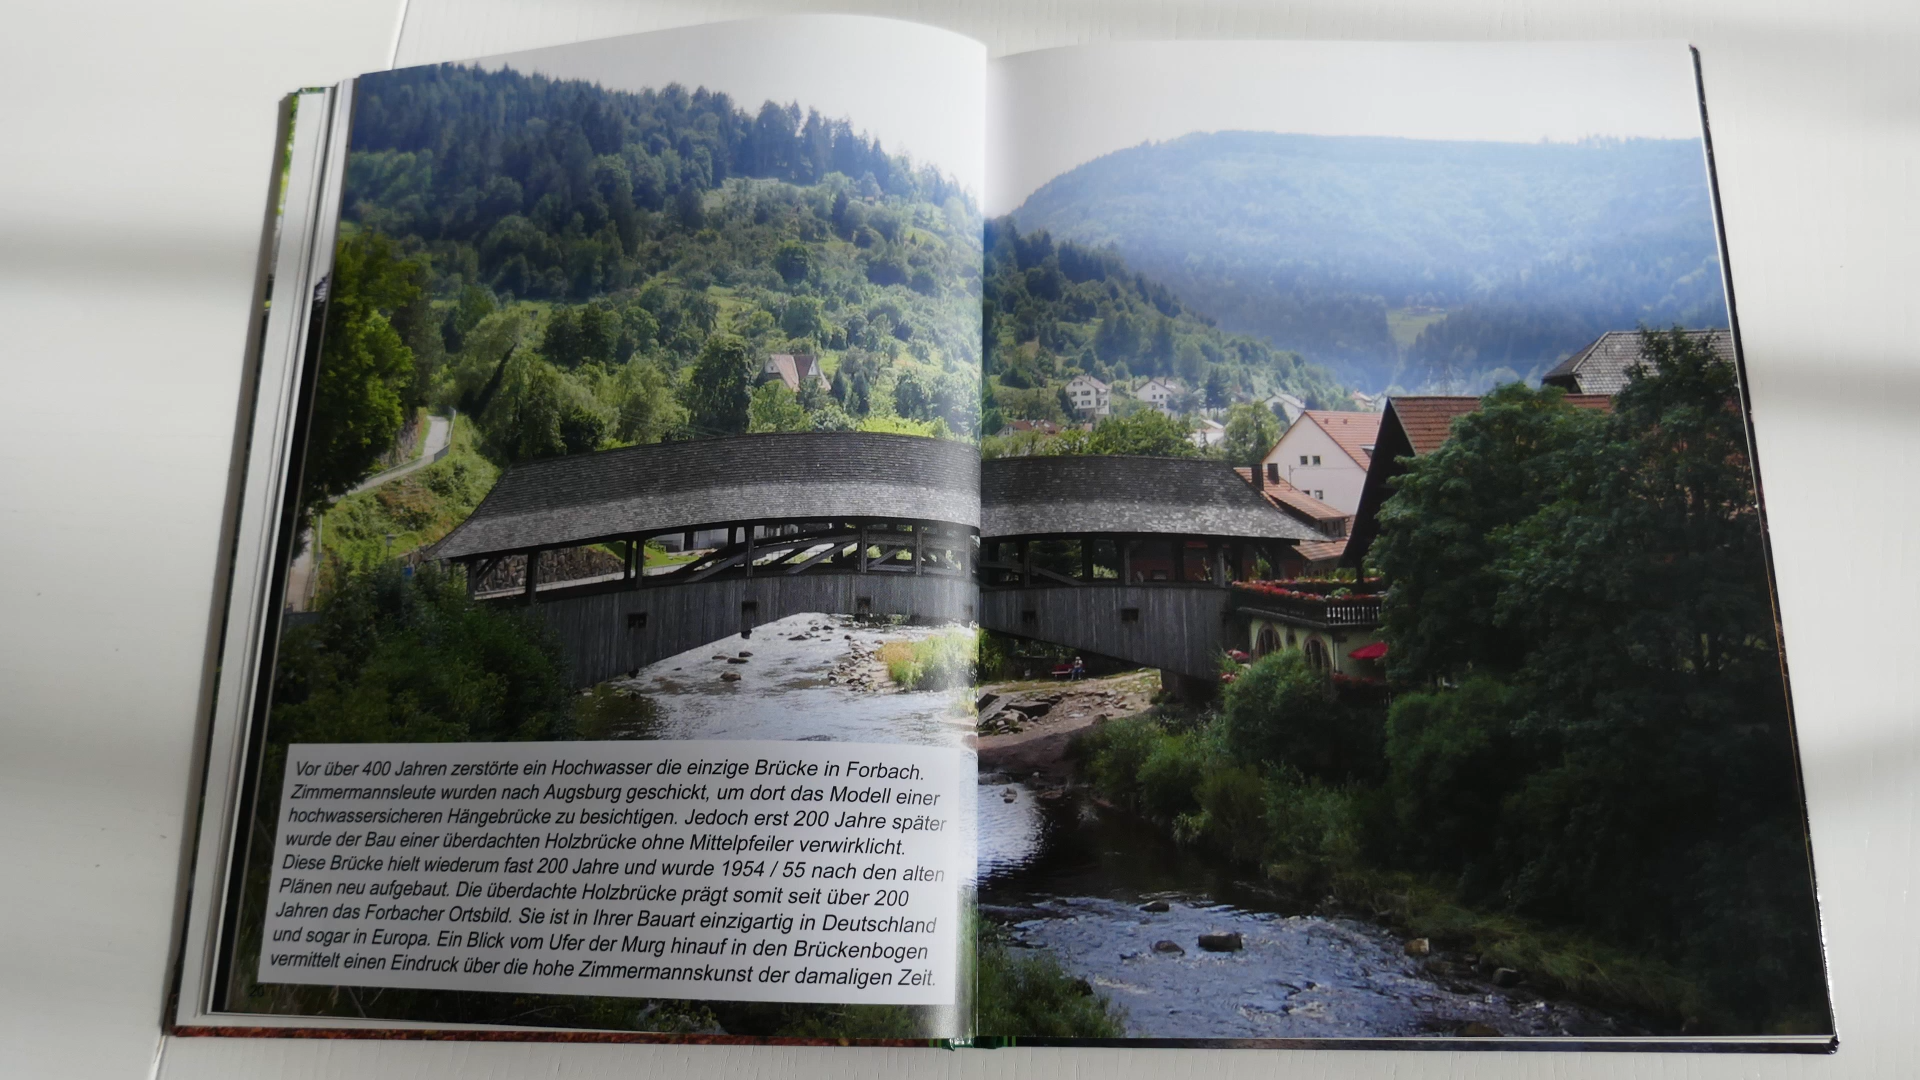 Vor über 400 Jahren zerstörte ein Hochwasser die einzige Brücke in Forbach.
Zimmermannsleute wurden nach Augsburg geschickt, um dort das Modell einer
hochwassersicheren Hängebrücke zu besichtigen. Jedoch erst 200 Jahre später
wurde der Bau einer überdachten Holzbrücke ohne Mittelpfeiler verwirklicht.
Diese Brücke hielt wiederum fast 200 Jahre und wurde 1954 / 55 nach den alten
Plänen neu aufgebaut. Die überdachte Holzbrücke prägt somit seit über 200
Jahren das Forbacher Ortsbild. Sie ist in Ihrer Bauart einzigartig in Deutschland
und sogar in Europa. Ein Blick vom Ufer der Murg hinauf in den Brückenbogen
vermittelt einen Eindruck über die hohe Zimmermannskunst der damaligen Zeit.